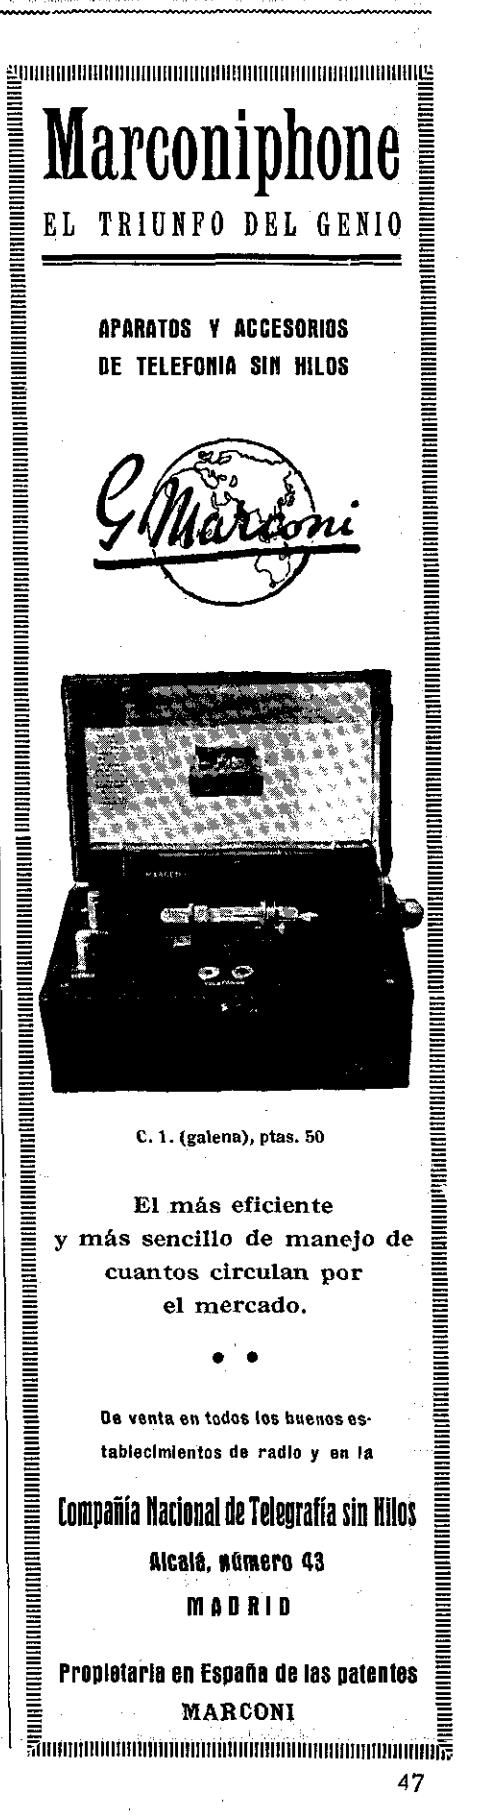 Marconiphone
EL TRIUNFO DEL GENIO
APARATOS Y ACCESORIOS
DE TELEFONIA SIN HILOS
G Marconi
TELEFONOS
C. 1. (galena), ptas. 50
El más eficiente
y más sencillo de manejo de
cuantos circulan por
el mercado.
De venta en todos los buenos es-
tablecimientos de radio y en la
Compañía Nacional de Telegrafía sin Hilos
Alcalá, número 43
MADRID
Propietaria en España de las patentes
MARCONI
47